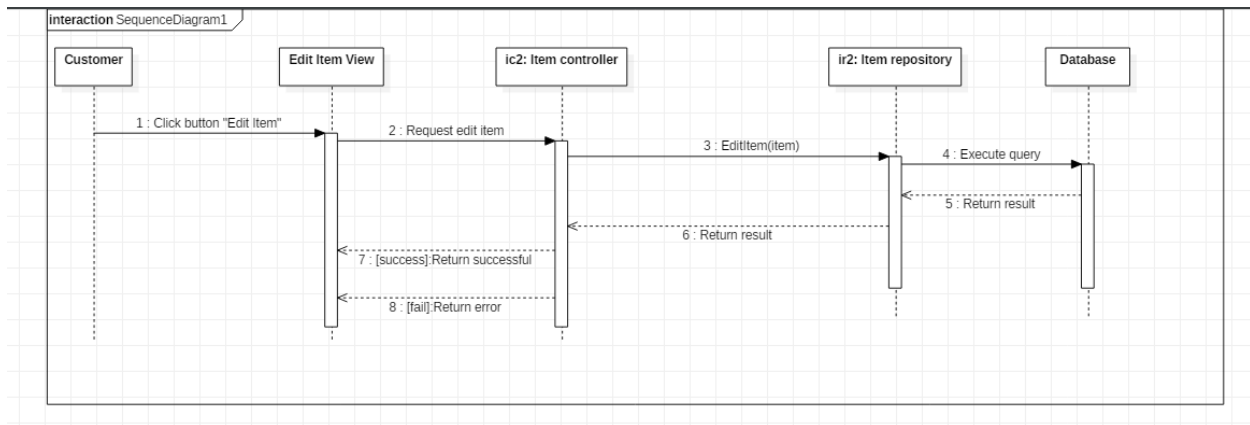 interaction SequenceDiagram1
Customer
Edit Item View
ic2: Item controller
ir2: Item repository
Database
1 : Click button "Edit Item"
2 : Request edit item
3 : EditItem(item)
4 : Execute query
5 : Return result
6 : Return result
7 : [success]:Return successful
8 : [fail]:Return error